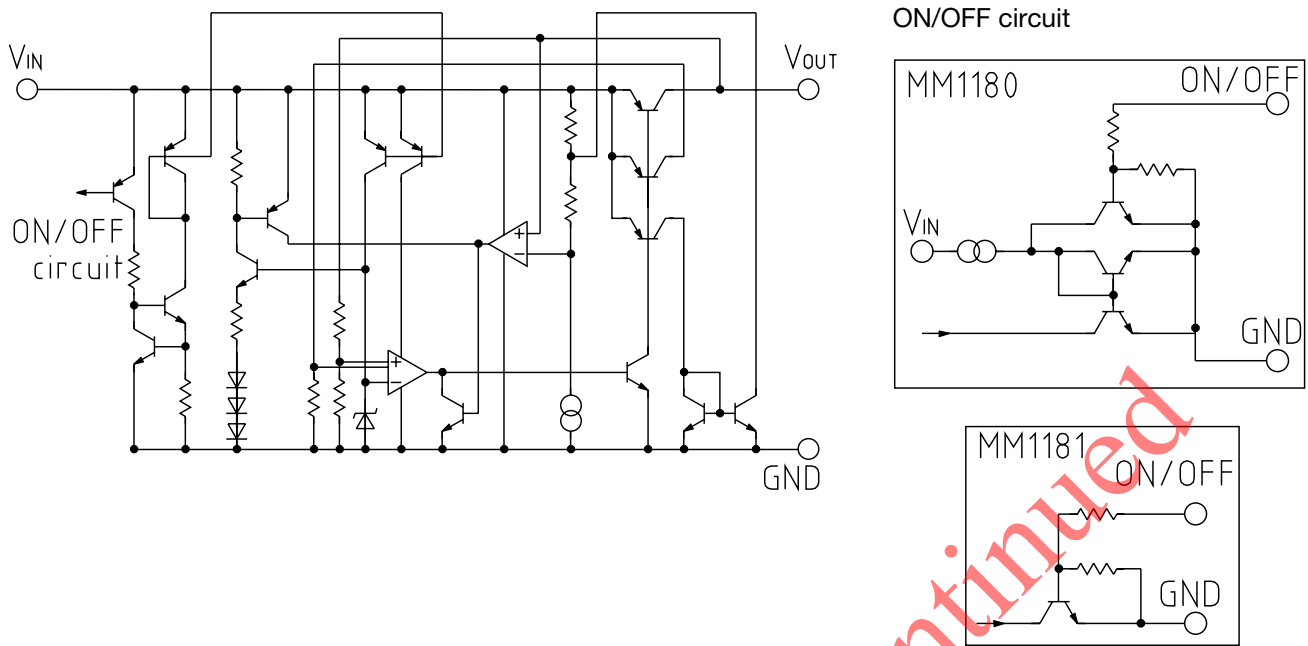 ON/OFF circuit
VIN
VOUT
ON/OFF
circuit
+
−
+
−
GND
MM1180
ON/OFF
VIN
GND
MM1181
ON/OFF
GND
ntinued